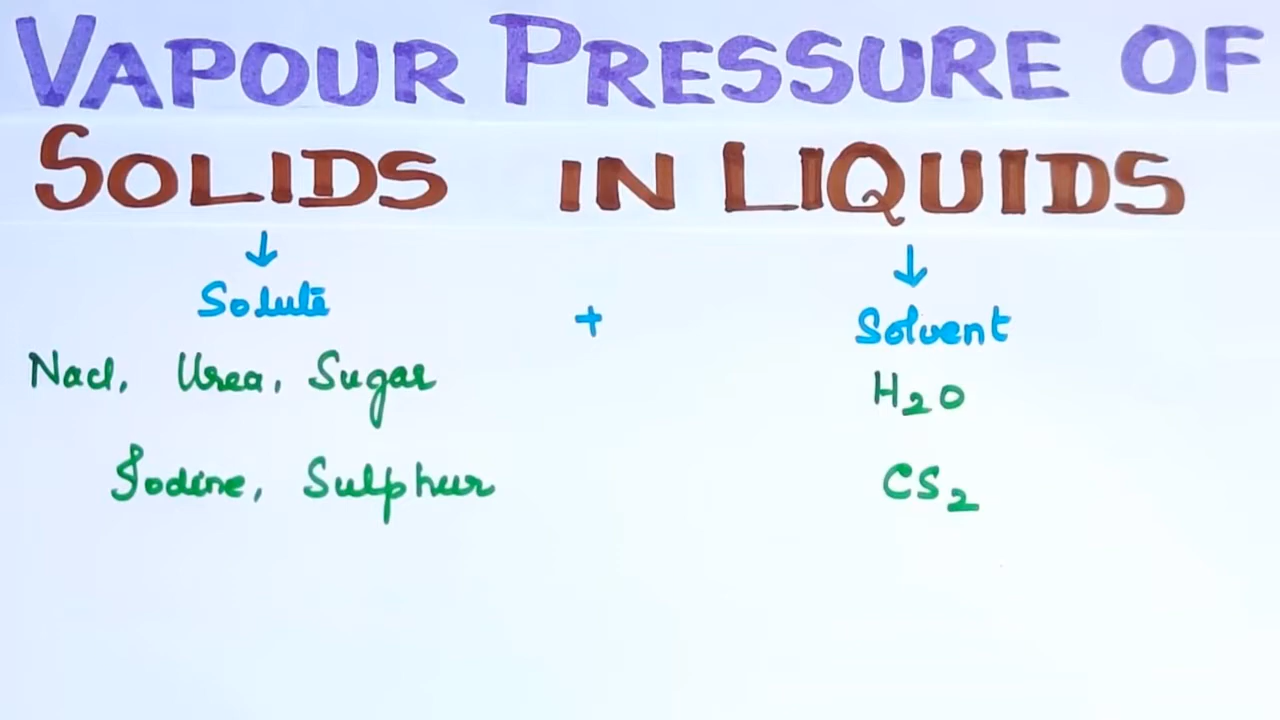 VAPOUR PRESSURE OF
SOLIDS IN LIQUIDS
↓ ↓
Solute + Solvent
Nacl, Urea, Sugar H₂O
Iodine, Sulphur CS₂